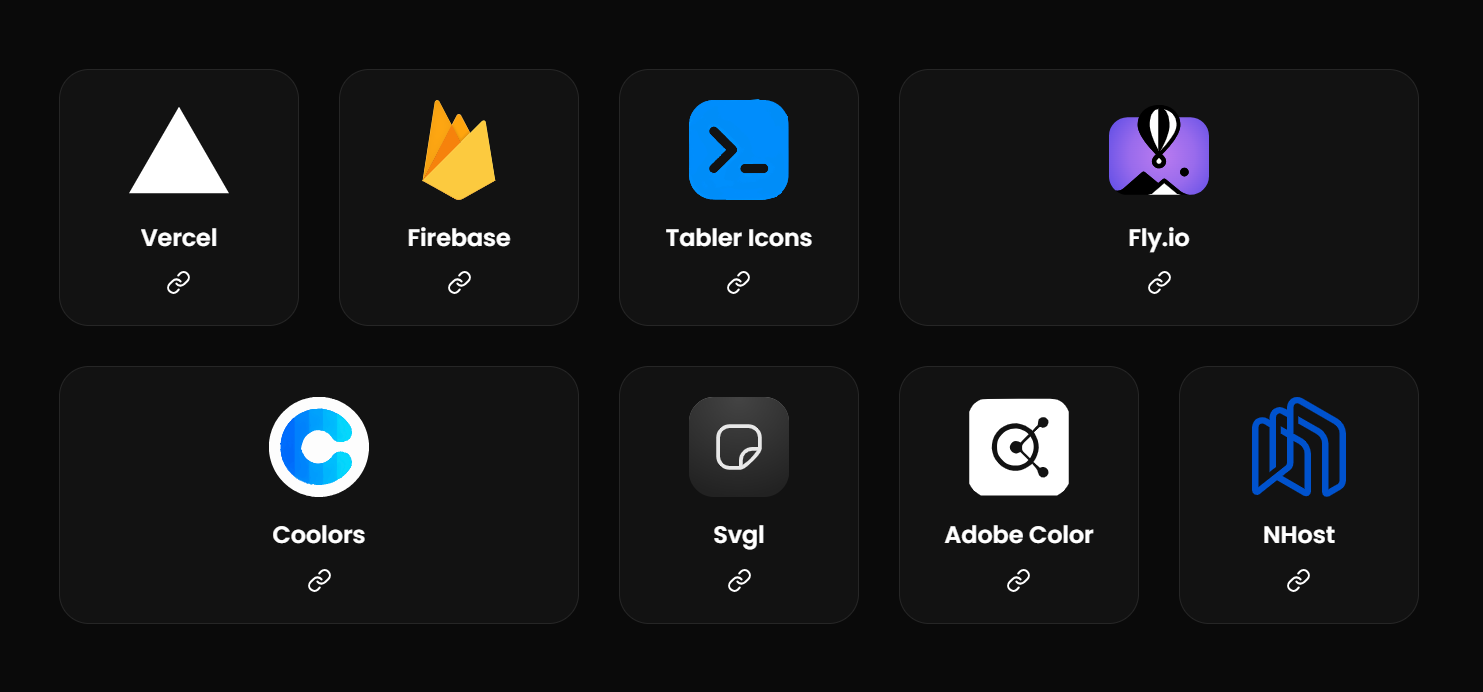 Vercel
Firebase
Tabler Icons
Fly.io
Coolors
Svgl
Adobe Color
NHost